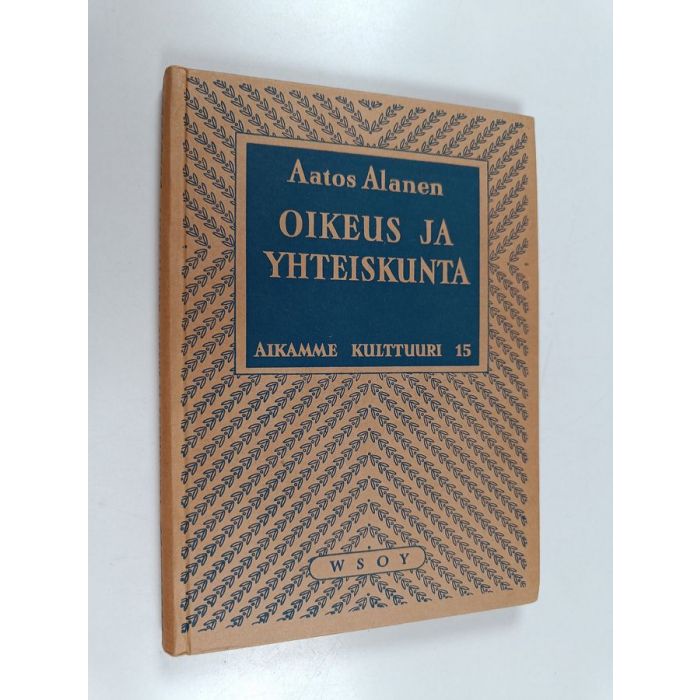 Aatos Alanen
OIKEUS JA
YHTEISKUNTA
AIKAMME KULTTUURI 15
WSOY